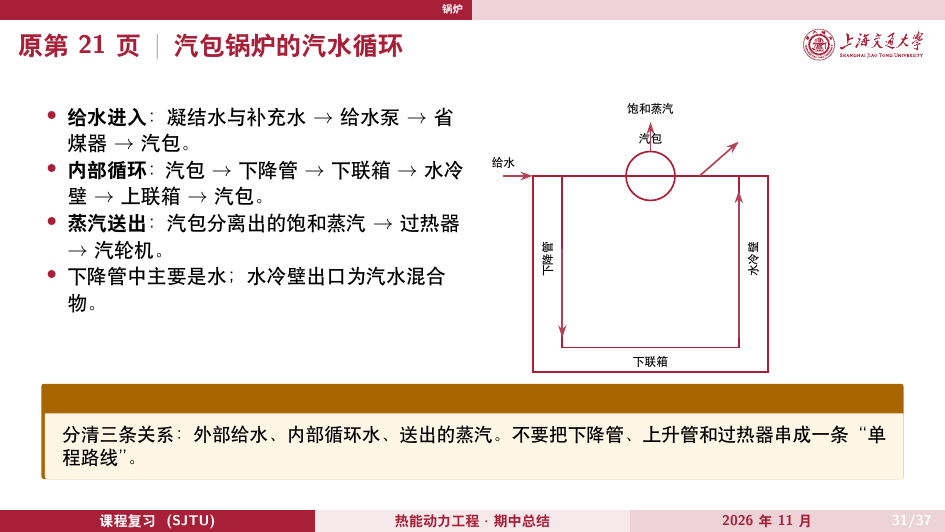 锅炉
原第 21 页 | 汽包锅炉的汽水循环
上海交通大学
SHANGHAI JIAO TONG UNIVERSITY
• 给水进入：凝结水与补充水 → 给水泵 → 省
煤器 → 汽包。
• 内部循环：汽包 → 下降管 → 下联箱 → 水冷
壁 → 上联箱 → 汽包。
• 蒸汽送出：汽包分离出的饱和蒸汽 → 过热器
→ 汽轮机。
• 下降管中主要是水；水冷壁出口为汽水混合
物。
饱和蒸汽
汽包
给水
下降管
水冷壁
下联箱
分清三条关系：外部给水、内部循环水、送出的蒸汽。不要把下降管、上升管和过热器串成一条 “单
程路线”。
课程复习 (SJTU)
热能动力工程 · 期中总结
2026 年 11 月
31/37